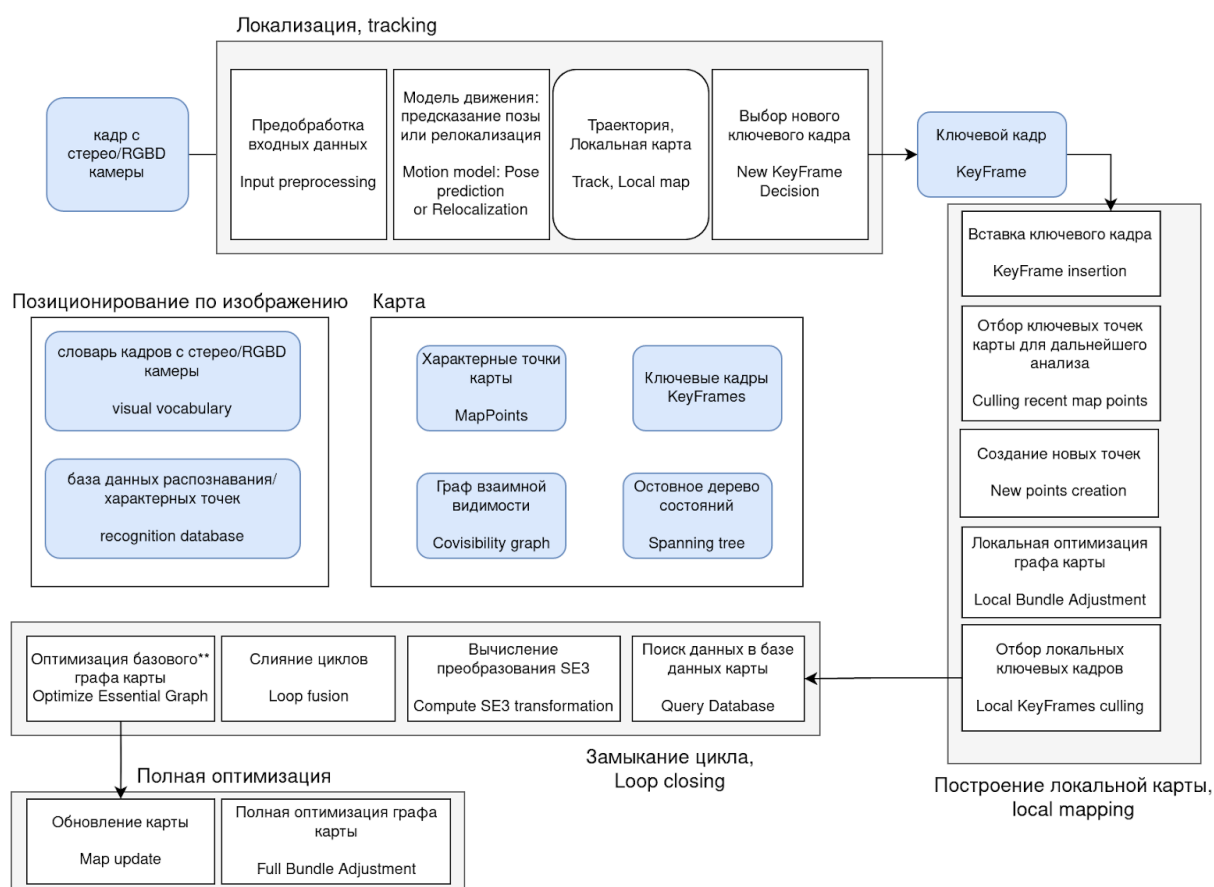 Локализация, tracking
кадр с
стерео/RGBD
камеры
Предобработка
входных данных
Input preprocessing
Модель движения:
предсказание позы
или релокализация
Motion model: Pose
prediction
or Relocalization
Траектория,
Локальная карта
Track, Local map
Выбор нового
ключевого кадра
New KeyFrame
Decision
Ключевой кадр
KeyFrame
Вставка ключевого кадра
KeyFrame insertion
Отбор ключевых точек
карты для дальнейшего
анализа
Culling recent map points
Создание новых точек
New points creation
Локальная оптимизация
графа карты
Local Bundle Adjustment
Отбор локальных
ключевых кадров
Local KeyFrames culling
Построение локальной карты,
local mapping
Позиционирование по изображению
словарь кадров с стерео/RGBD
камеры
visual vocabulary
база данных распознавания/
характерных точек
recognition database
Карта
Характерные точки
карты
MapPoints
Ключевые кадры
KeyFrames
Граф взаимной
видимости
Covisibility graph
Остовное дерево
состояний
Spanning tree
Оптимизация базового**
графа карты
Optimize Essential Graph
Слияние циклов
Loop fusion
Вычисление
преобразования SE3
Compute SE3 transformation
Поиск данных в базе
данных карты
Query Database
Замыкание цикла,
Loop closing
Полная оптимизация
Обновление карты
Map update
Полная оптимизация графа
карты
Full Bundle Adjustment